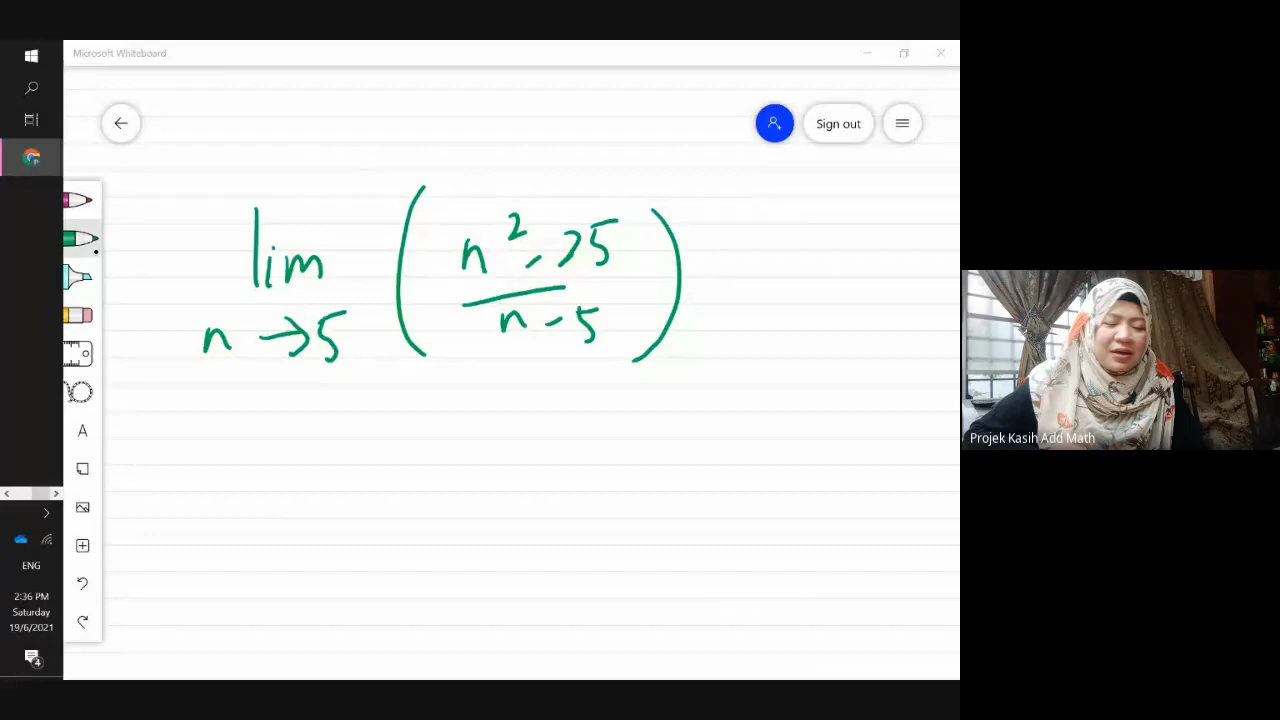 Microsoft Whiteboard
Sign out
lim
n → 5
( n² - 25
n - 5 )
A
ENG
2:36 PM
Saturday
19/6/2021
4
Projek Kasih Add Math